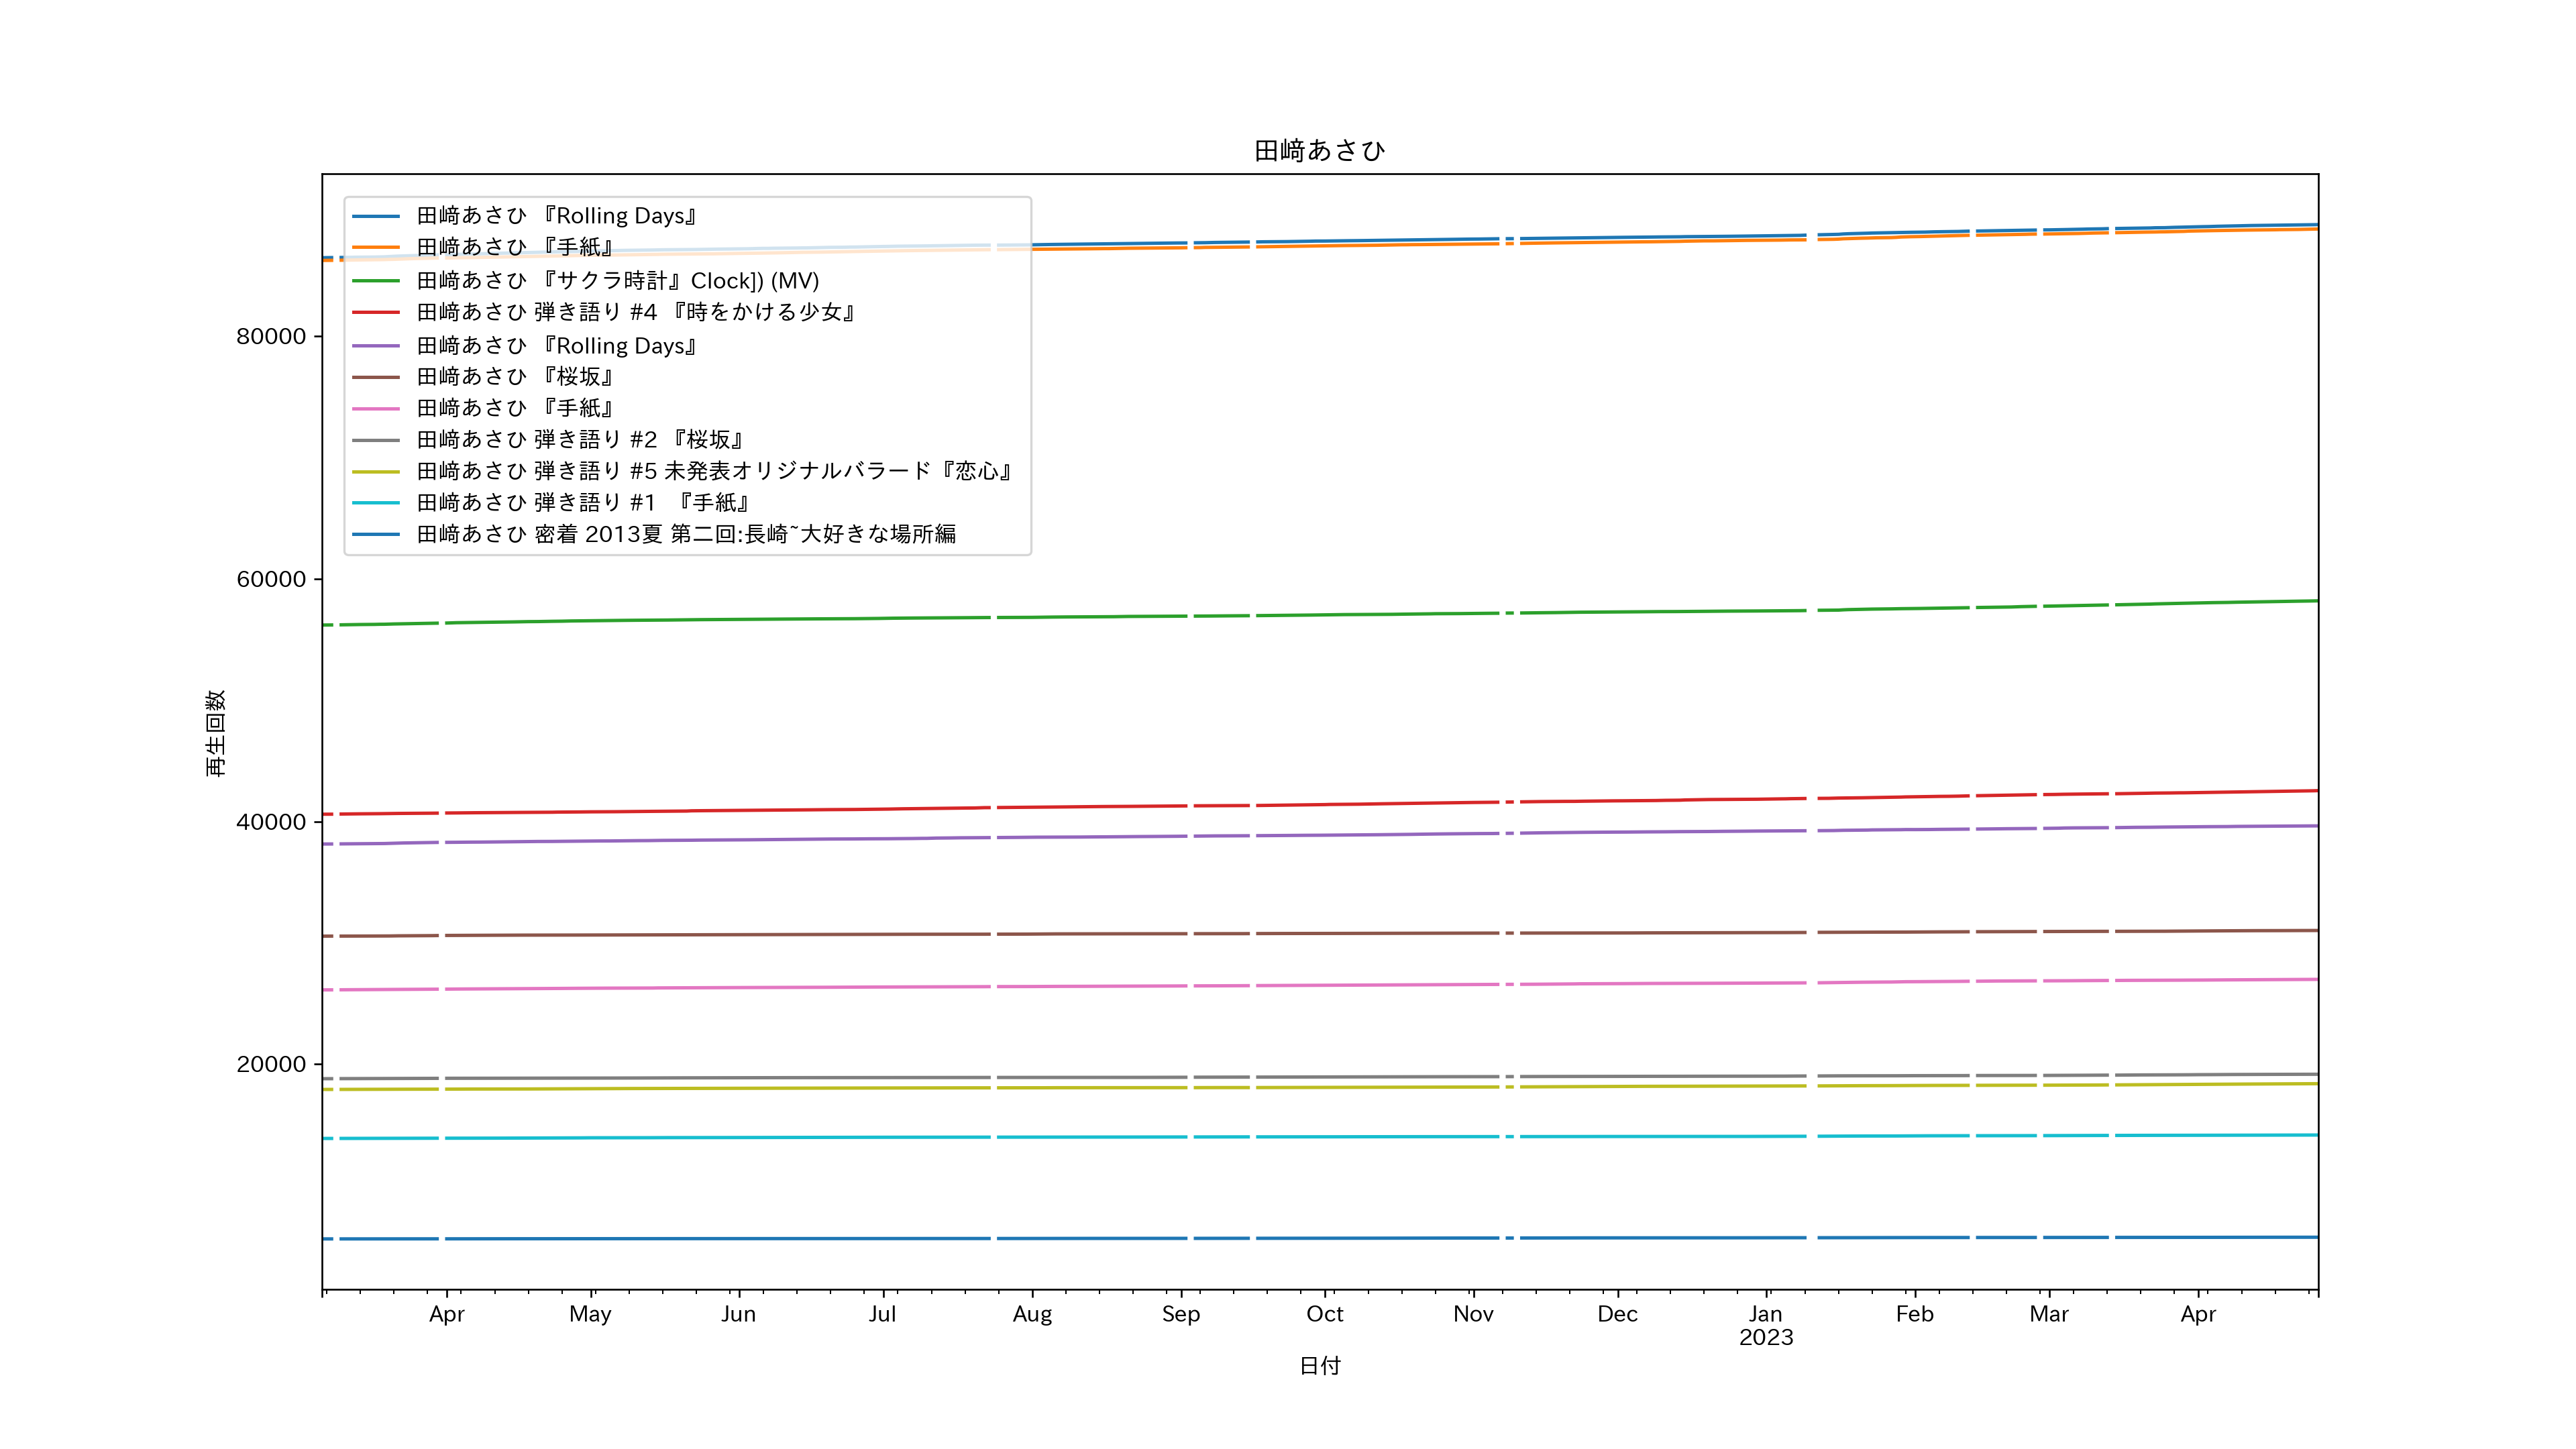 田﨑あさひ
田﨑あさひ 『Rolling Days』
田﨑あさひ 『手紙』
田﨑あさひ 『サクラ時計』Clock]) (MV)
田﨑あさひ 弾き語り #4 『時をかける少女』
田﨑あさひ 『Rolling Days』
田﨑あさひ 『桜坂』
田﨑あさひ 『手紙』
田﨑あさひ 弾き語り #2 『桜坂』
田﨑あさひ 弾き語り #5 未発表オリジナルバラード『恋心』
田﨑あさひ 弾き語り #1 『手紙』
田﨑あさひ 密着 2013夏 第二回:長崎~大好きな場所編
80000
60000
40000
20000
再生回数
Apr May Jun Jul Aug Sep Oct Nov Dec Jan Feb Mar Apr
2023
日付